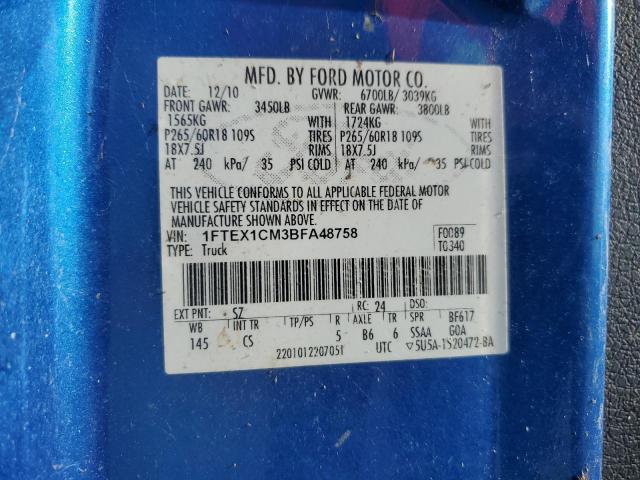 MFD. BY FORD MOTOR CO.
DATE: 12/10 GVWR: 6700LB/ 3039KG
FRONT GAWR: 3450LB REAR GAWR: 3800LB
1565KG WITH 1724KG WITH
P265/60R18 109S TIRES P265/60R18 109S TIRES
18X7.5J RIMS 18X7.5J RIMS
AT 240 kPa/ 35 PSI COLD AT 240 kPa/ 35 PSI COLD
THIS VEHICLE CONFORMS TO ALL APPLICABLE FEDERAL MOTOR
VEHICLE SAFETY STANDARDS IN EFFECT ON THE DATE OF
MANUFACTURE SHOWN ABOVE.
VIN: 1FTEX1CM3BFA48758 F0089
TYPE: Truck T0340
EXT PNT: SZ RC: 24 DSO:
WB INT TR TP/PS R AXLE TR SPR BF617
145 CS 5 B6 6 SSAA G0A
220101220705T UTC ▽5U5A-1520472-BA